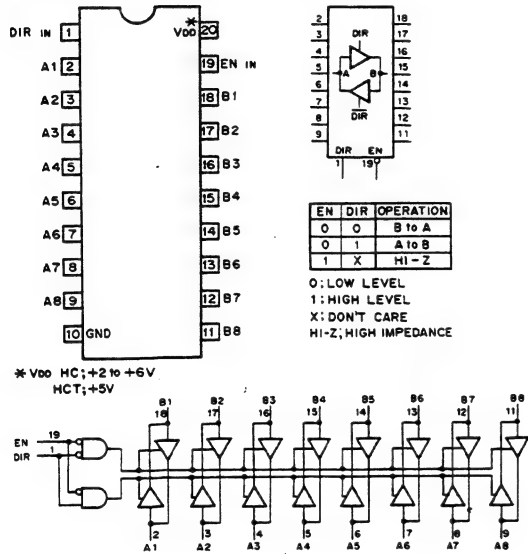 DIR IN 1
* VDD 20
A1 2
19 EN IN
A2 3
18 B1
A3 4
17 B2
A4 5
16 B3
A5 6
15 B4
A6 7
14 B5
A7 8
13 B6
A8 9
12 B7
10 GND
11 B8
* VDD HC;+2 to +6V
HCT;+5V
2 18
3 17
4 16
5 15
6 14
7 13
8 12
9 11
DIR
A B
DIR
DIR EN
1 19
EN DIR OPERATION
0 0 B to A
0 1 A to B
1 X HI-Z
0;LOW LEVEL
1;HIGH LEVEL
X;DON'T CARE
HI-Z;HIGH IMPEDANCE
B1 B2 B3 B4 B5 B6 B7 B8
18 17 16 15 14 13 12 11
EN 19
DIR 1
2 3 4 5 6 7 8 9
A1 A2 A3 A4 A5 A6 A7 A8